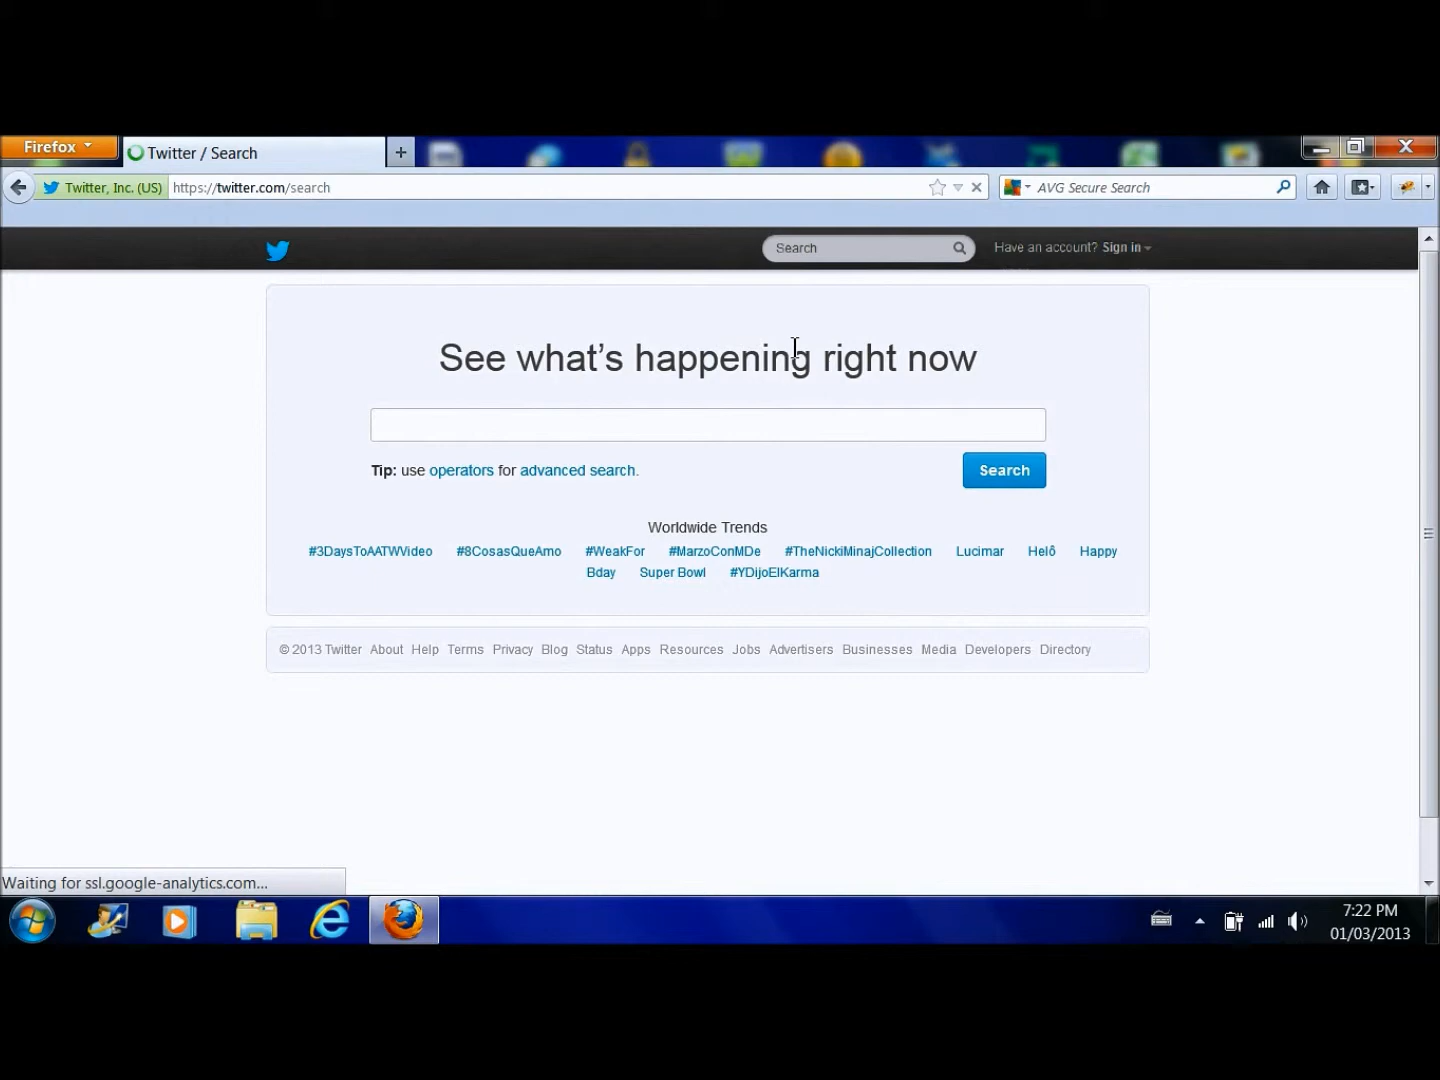 Firefox
Twitter / Search
+
Twitter, Inc. (US) https://twitter.com/search
AVG Secure Search
Search
Have an account? Sign in
See what's happening right now
Tip: use operators for advanced search.
Search
Worldwide Trends
#3DaysToAATWVideo #8CosasQueAmo #WeakFor #MarzoConMDe #TheNickiMinajCollection Lucimar Helô Happy
Bday Super Bowl #YDijoElKarma
© 2013 Twitter About Help Terms Privacy Blog Status Apps Resources Jobs Advertisers Businesses Media Developers Directory
Waiting for ssl.google-analytics.com...
7:22 PM
01/03/2013